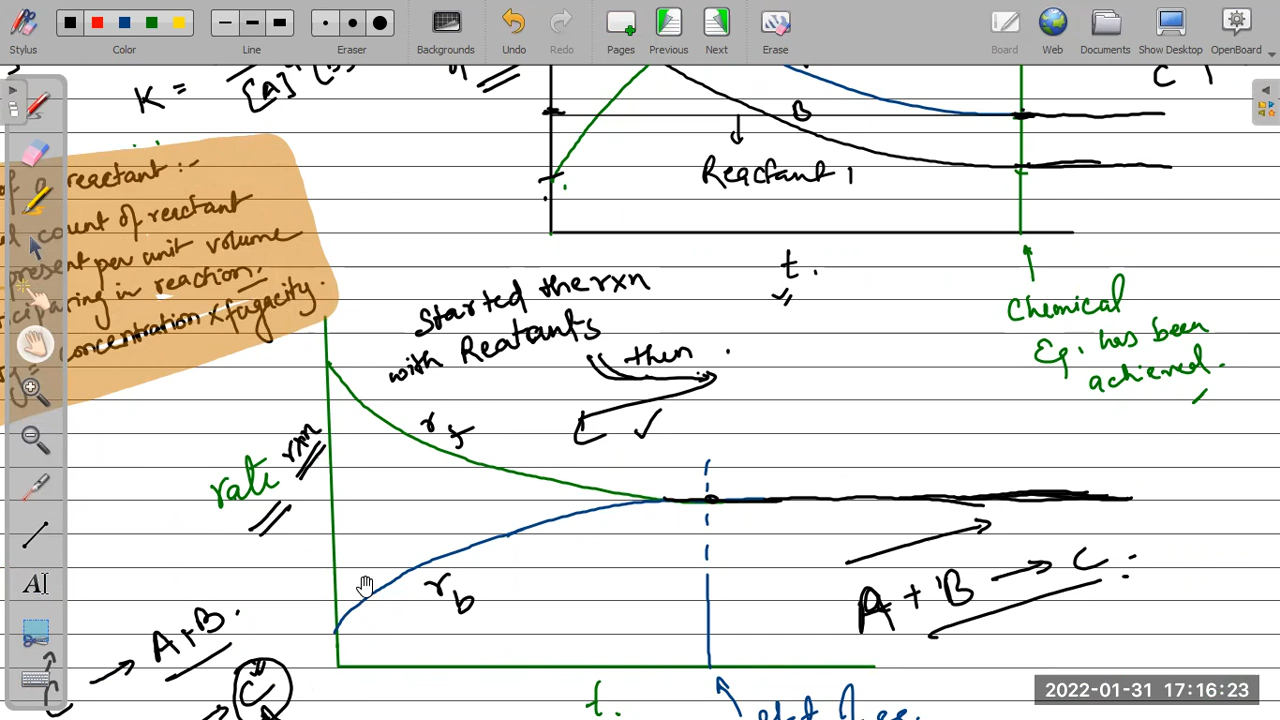 Stylus
Color
Line
Eraser
Backgrounds
Undo
Redo
Pages
Previous
Next
Erase
Board
Web
Documents
Show Desktop
OpenBoard
K =
[A]
B
Reactant 1
t.
reactant :-
count of reactant
present per unit volume
in reaction.
concentration x fugacity.
Started the rxn
with Reatants
then
Chemical
Eq. has been
achieved.
rf
rate rxn
rb
A + B → C
→ A+B.
C
C
t.
2022-01-31 17:16:23